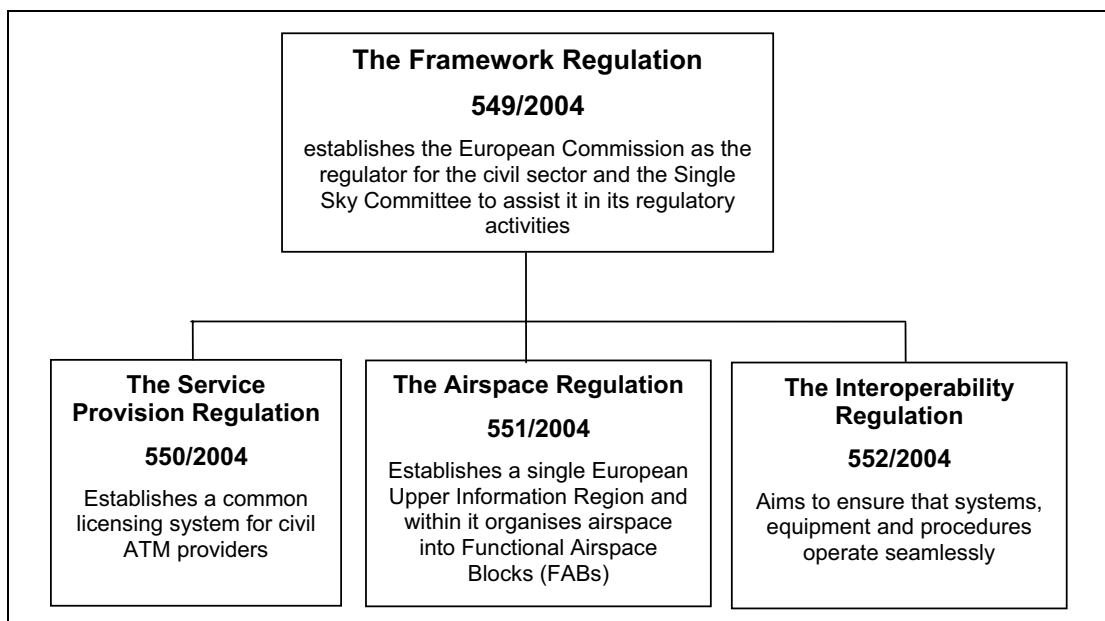 The Framework Regulation
549/2004
establishes the European Commission as the
regulator for the civil sector and the Single
Sky Committee to assist it in its regulatory
activities
The Service
Provision Regulation
550/2004
Establishes a common
licensing system for civil
ATM providers
The Airspace Regulation
551/2004
Establishes a single European
Upper Information Region and
within it organises airspace
into Functional Airspace
Blocks (FABs)
The Interoperability
Regulation
552/2004
Aims to ensure that systems,
equipment and procedures
operate seamlessly